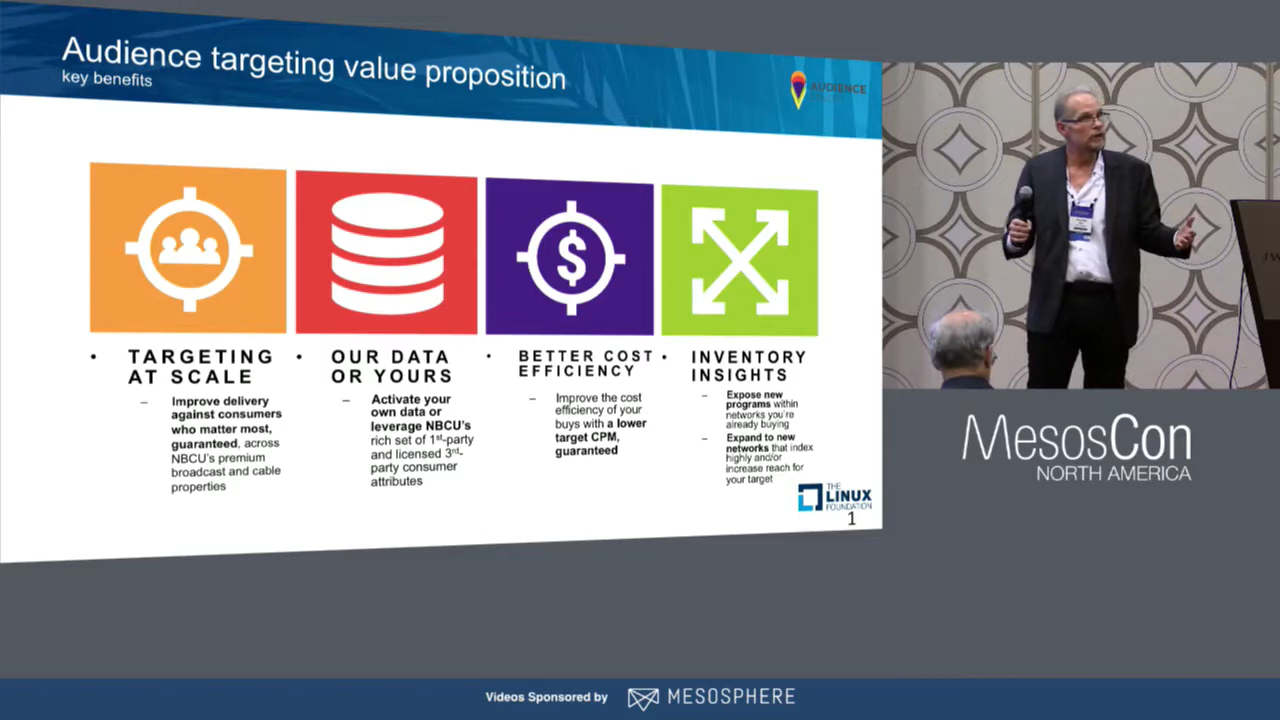 Audience targeting value proposition
key benefits
AUDIENCE
• TARGETING
AT SCALE
– Improve delivery
against consumers
who matter most,
guaranteed, across
NBCU's premium
broadcast and cable
properties
• OUR DATA
OR YOURS
– Activate your
own data or
leverage NBCU's
rich set of 1st-party
and licensed 3rd-
party consumer
attributes
• BETTER COST
EFFICIENCY
– Improve the cost
efficiency of your
buys with a lower
target CPM,
guaranteed
• INVENTORY
INSIGHTS
– Expose new
programs within
networks you're
already buying
– Expand to new
networks that index
highly and/or
increase reach for
your target
THE
LINUX
FOUNDATION
1
MesosCon
NORTH AMERICA
Videos Sponsored by
MESOSPHERE